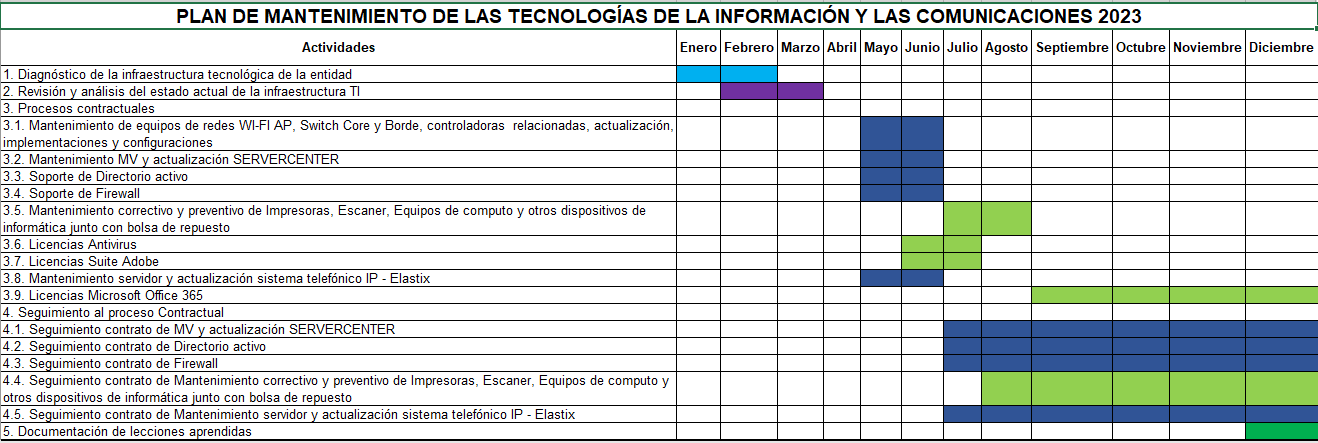 PLAN DE MANTENIMIENTO DE LAS TECNOLOGÍAS DE LA INFORMACIÓN Y LAS COMUNICACIONES 2023
Actividades Enero Febrero Marzo Abril Mayo Junio Julio Agosto Septiembre Octubre Noviembre Diciembre
1. Diagnóstico de la infraestructura tecnológica de la entidad
2. Revisión y análisis del estado actual de la infraestructura TI
3. Procesos contractuales
3.1. Mantenimiento de equipos de redes WI-FI AP, Switch Core y Borde, controladoras relacionadas, actualización,
implementaciones y configuraciones
3.2. Mantenimiento MV y actualización SERVERCENTER
3.3. Soporte de Directorio activo
3.4. Soporte de Firewall
3.5. Mantenimiento correctivo y preventivo de Impresoras, Escaner, Equipos de computo y otros dispositivos de
informática junto con bolsa de repuesto
3.6. Licencias Antivirus
3.7. Licencias Suite Adobe
3.8. Mantenimiento servidor y actualización sistema telefónico IP - Elastix
3.9. Licencias Microsoft Office 365
4. Seguimiento al proceso Contractual
4.1. Seguimiento contrato de MV y actualización SERVERCENTER
4.2. Seguimiento contrato de Directorio activo
4.3. Seguimiento contrato de Firewall
4.4. Seguimiento contrato de Mantenimiento correctivo y preventivo de Impresoras, Escaner, Equipos de computo y
otros dispositivos de informática junto con bolsa de repuesto
4.5. Seguimiento contrato de Mantenimiento servidor y actualización sistema telefónico IP - Elastix
5. Documentación de lecciones aprendidas